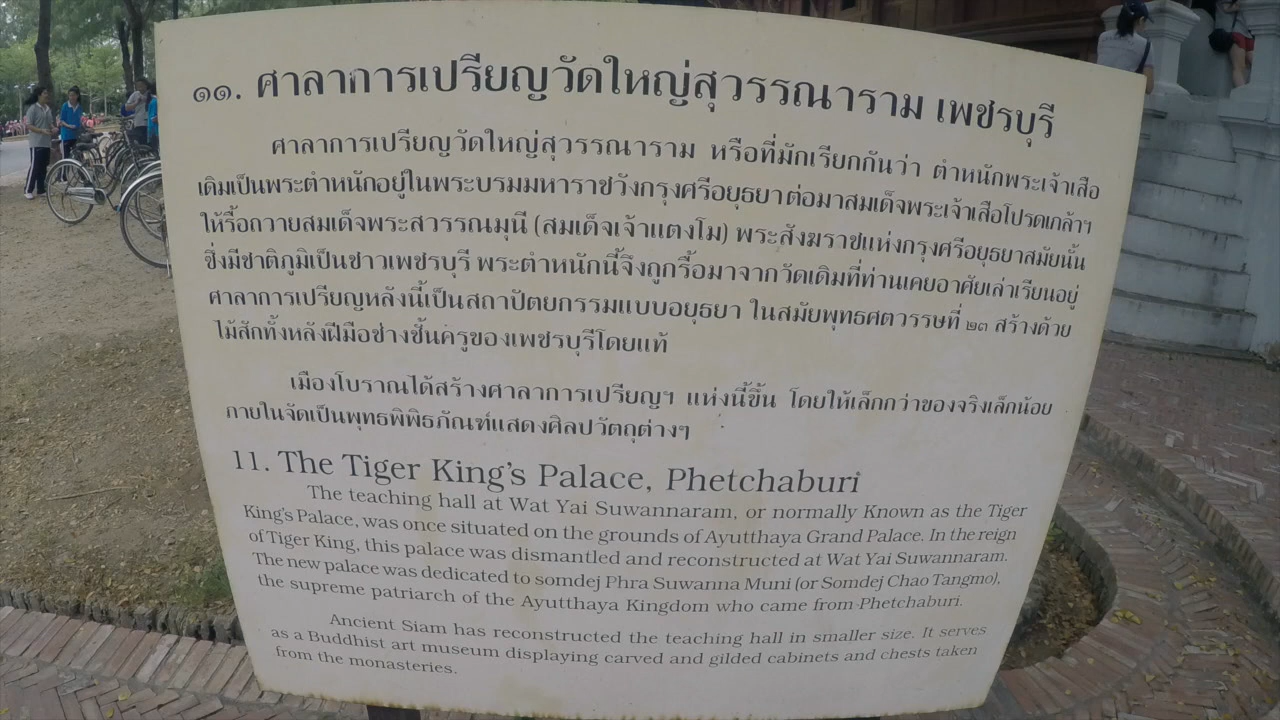 ๑๑. ศาลาการเปรียญวัดใหญ่สุวรรณาราม เพชรบุรี
ศาลาการเปรียญวัดใหญ่สุวรรณาราม หรือที่มักเรียกกันว่า ตำหนักพระเจ้าเสือ
เดิมเป็นพระตำหนักอยู่ในพระบรมมหาราชวังกรุงศรีอยุธยาต่อมาสมเด็จพระเจ้าเสือโปรดเกล้าฯ
ให้รื้อถวายสมเด็จพระสวรรณมุนี (สมเด็จเจ้าแตงโม) พระสังฆราชแห่งกรุงศรีอยุธยาสมัยนั้น
ซึ่งมีชาติภูมิเป็นชาวเพชรบุรี พระตำหนักนี้จึงถูกรื้อมาจากวัดเดิมที่ท่านเคยอาศัยเล่าเรียนอยู่
ศาลาการเปรียญหลังนี้เป็นสถาปัตยกรรมแบบอยุธยา ในสมัยพุทธศตวรรษที่ ๒๓ สร้างด้วย
ไม้สักทั้งหลังฝีมือช่างชั้นครูของเพชรบุรีโดยแท้
เมืองโบราณได้สร้างศาลาการเปรียญฯ แห่งนี้ขึ้น โดยให้เล็กกว่าของจริงเล็กน้อย
ภายในจัดเป็นพุทธพิพิธภัณฑ์แสดงศิลปวัตถุต่างๆ
11. The Tiger King's Palace, Phetchaburi
The teaching hall at Wat Yai Suwannaram, or normally Known as the Tiger
King's Palace, was once situated on the grounds of Ayutthaya Grand Palace. In the reign
of Tiger King, this palace was dismantled and reconstructed at Wat Yai Suwannaram.
The new palace was dedicated to somdej Phra Suwanna Muni (or Somdej Chao Tangmo),
the supreme patriarch of the Ayutthaya Kingdom who came from Phetchaburi.
Ancient Siam has reconstructed the teaching hall in smaller size. It serves
as a Buddhist art museum displaying carved and gilded cabinets and chests taken
from the monasteries.